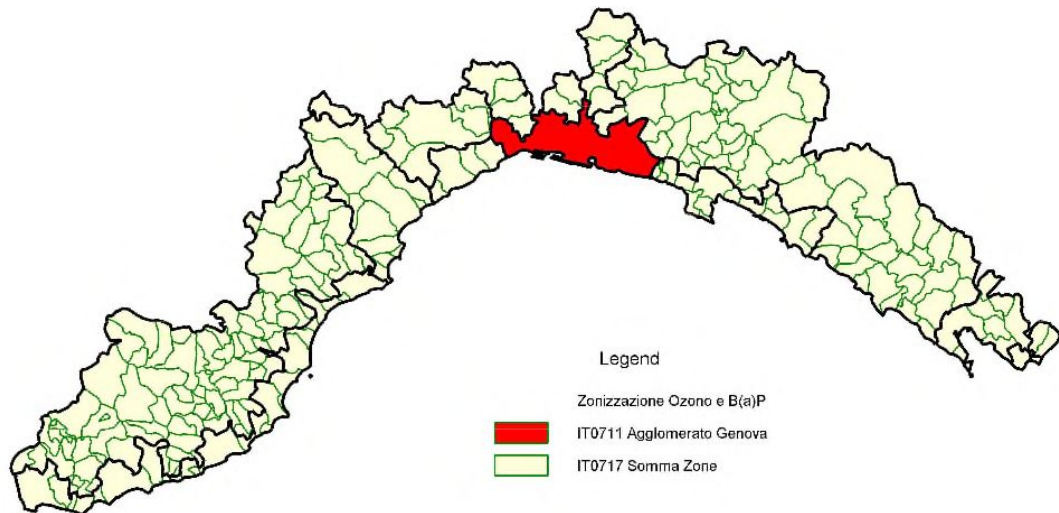 Legend
Zonizzazione Ozono e B(a)P
IT0711 Agglomerato Genova
IT0717 Somma Zone